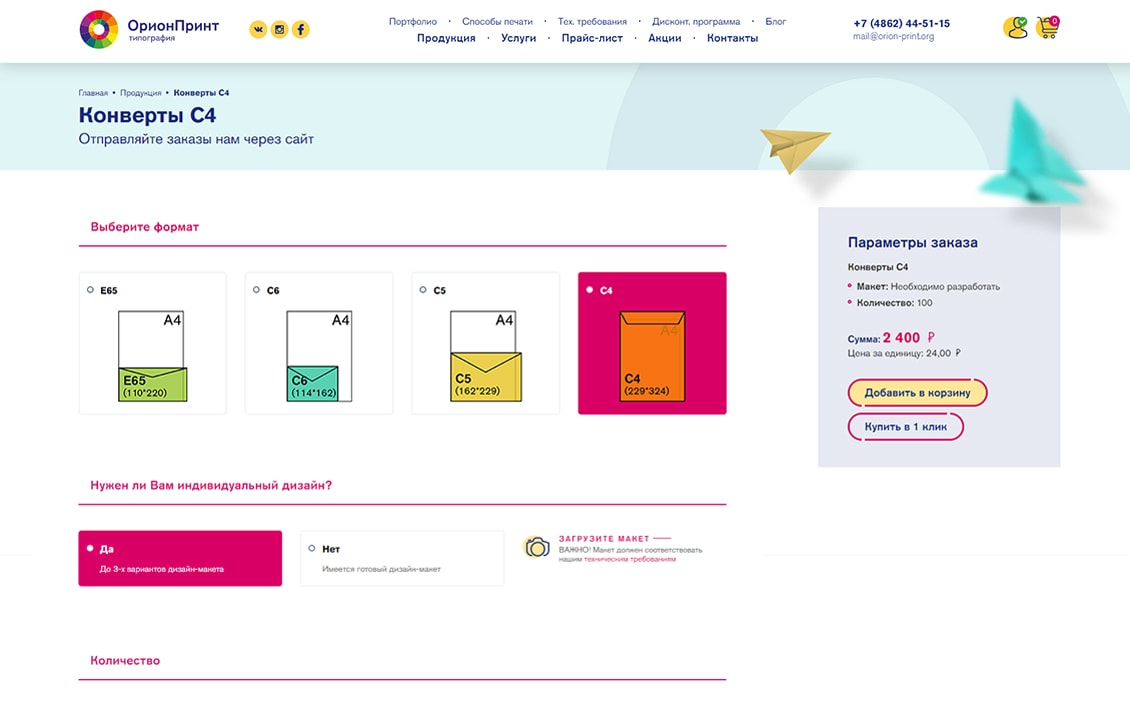 ОрионПринт
типография
Портфолио • Способы печати • Тех. требования • Дисконт. программа • Блог
Продукция • Услуги • Прайс-лист • Акции • Контакты
+7 (4862) 44-51-15
mail@orion-print.org
0
Главная • Продукция • Конверты С4
Конверты С4
Отправляйте заказы нам через сайт
Выберите формат
E65
A4
E65
(110*220)
C6
A4
C6
(114*162)
C5
A4
C5
(162*229)
C4
A4
C4
(229*324)
Параметры заказа
Конверты С4
Макет: Необходимо разработать
Количество: 100
Сумма: 2 400 ₽
Цена за единицу: 24,00 ₽
Добавить в корзину
Купить в 1 клик
Нужен ли Вам индивидуальный дизайн?
Да
До 3-х вариантов дизайн-макета
Нет
Имеется готовый дизайн-макет
ЗАГРУЗИТЕ МАКЕТ
ВАЖНО! Макет должен соответствовать
нашим техническим требованиям
Количество